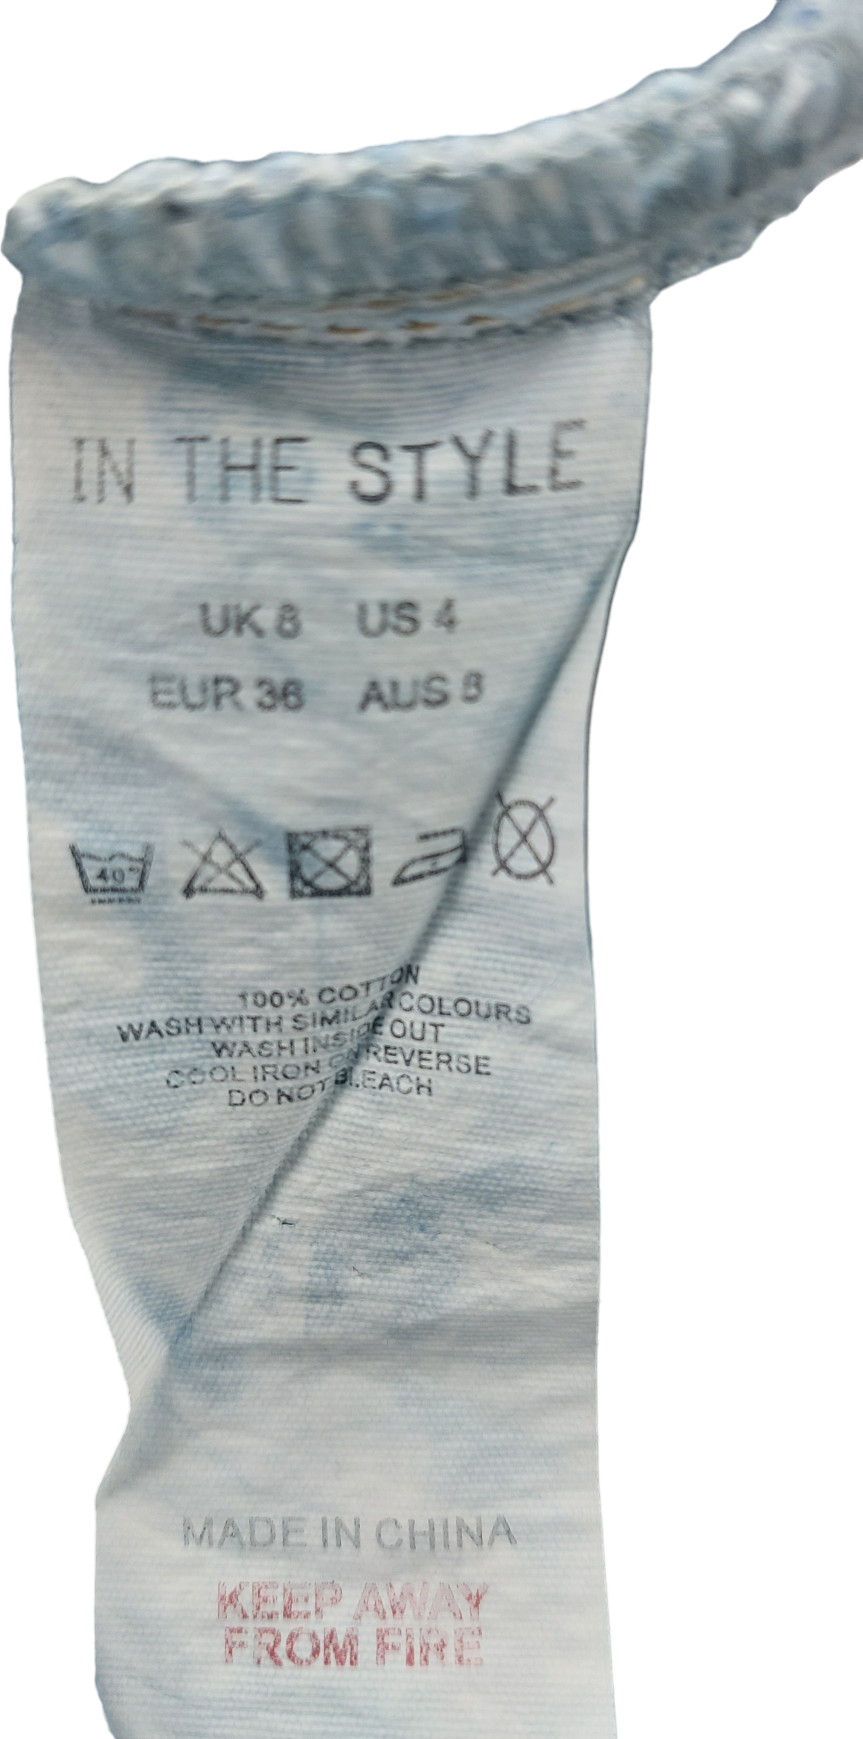 IN THE STYLE
UK 8 US 4
EUR 36 AUS 8
40°
100% COTTON
WASH WITH SIMILAR COLOURS
WASH INSIDE OUT
COOL IRON ON REVERSE
DO NOT BLEACH
MADE IN CHINA
KEEP AWAY
FROM FIRE